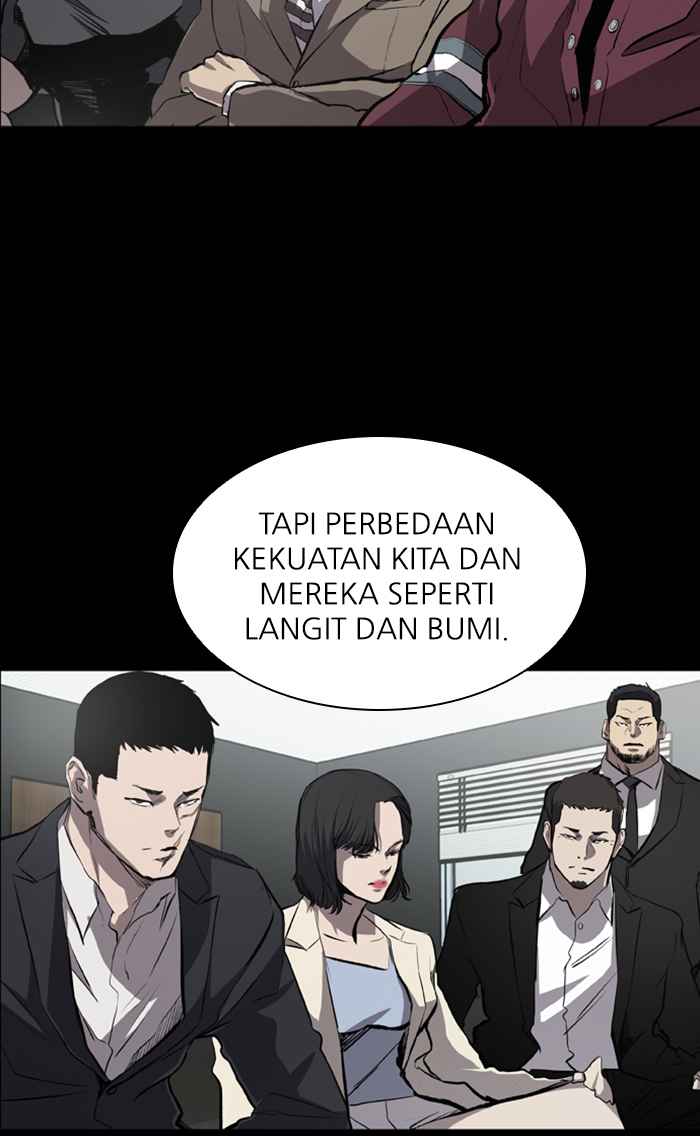 TAPI PERBEDAAN
KEKUATAN KITA DAN
MEREKA SEPERTI
LANGIT DAN BUMI.